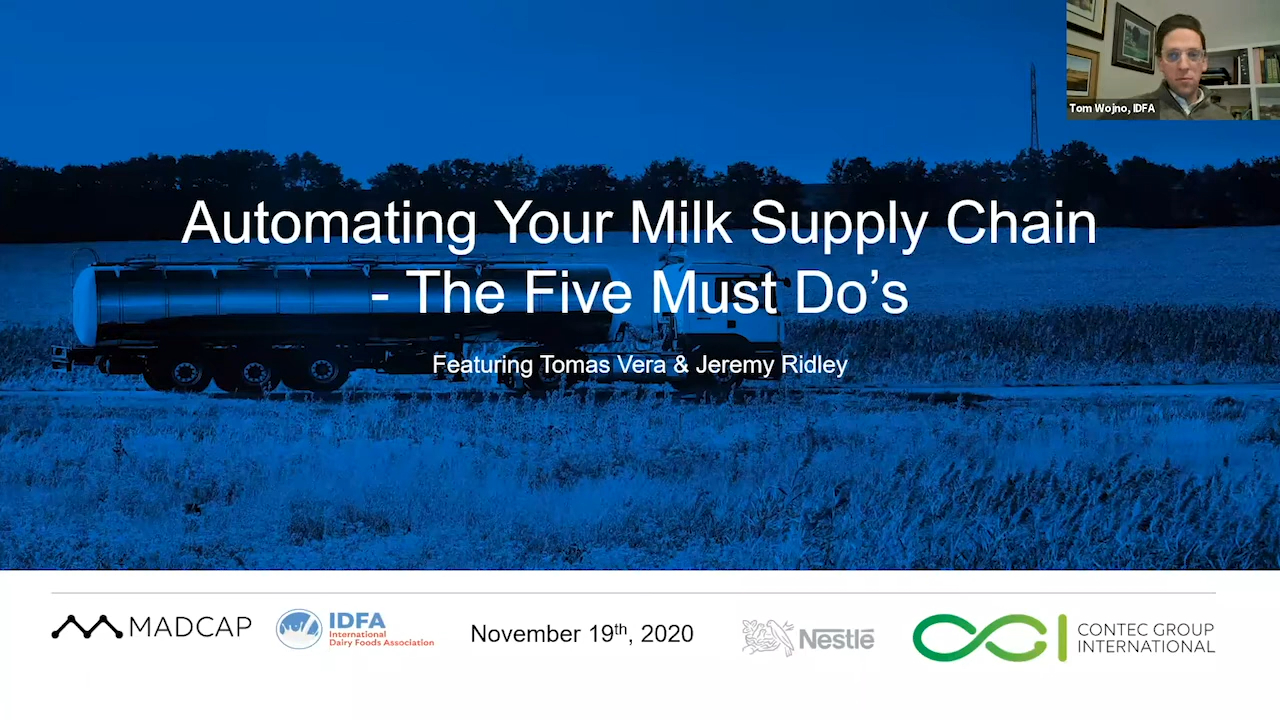 Tom Wojno, IDFA
Automating Your Milk Supply Chain
- The Five Must Do's
Featuring Tomas Vera & Jeremy Ridley
MADCAP
IDFA
International
Dairy Foods Association
November 19th, 2020
Nestlé
CONTEC GROUP
INTERNATIONAL